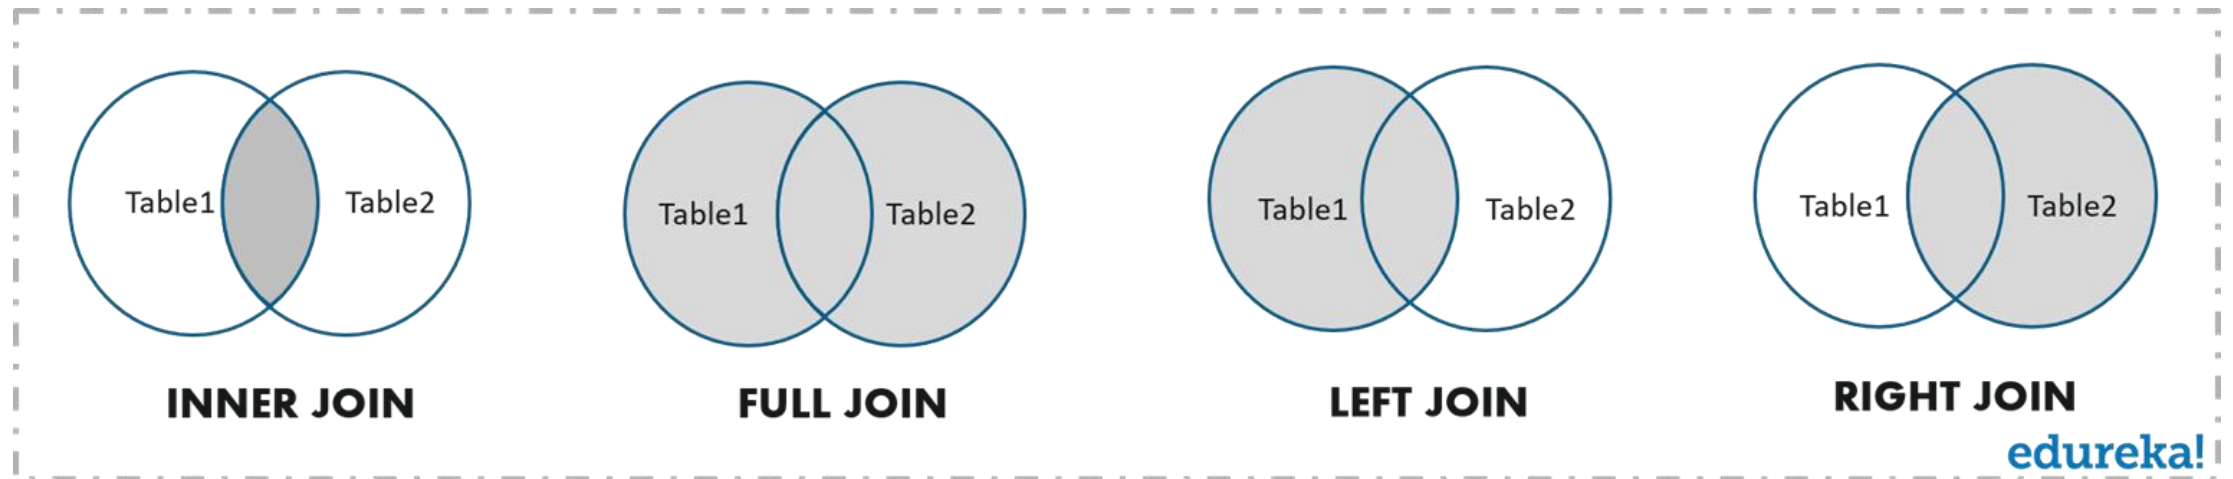 Table1 Table2
Table1 Table2
Table1 Table2
Table1 Table2
INNER JOIN
FULL JOIN
LEFT JOIN
RIGHT JOIN
edureka!